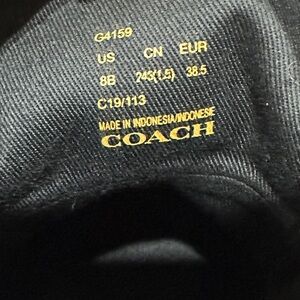 G4159
US CN EUR
8B 243(1.5) 38.5
C19/113
MADE IN INDONESIA/INDONESIE
COACH